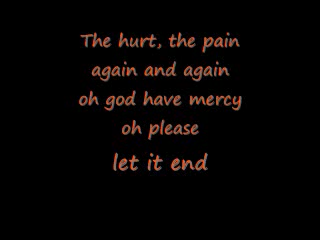 The hurt, the pain
again and again
oh god have mercy
oh please
let it end